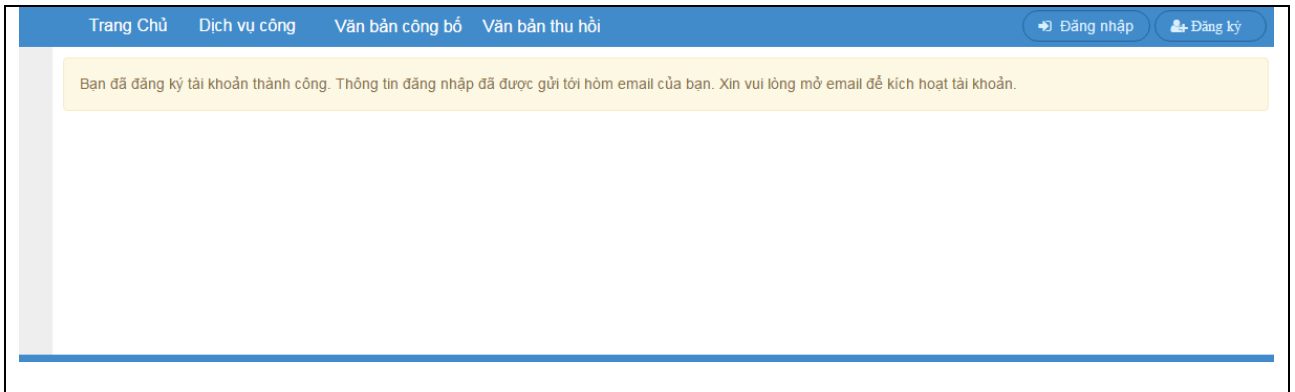 Trang Chủ Dịch vụ công Văn bản công bố Văn bản thu hồi Đăng nhập Đăng ký
Bạn đã đăng ký tài khoản thành công. Thông tin đăng nhập đã được gửi tới hòm email của bạn. Xin vui lòng mở email để kích hoạt tài khoản.